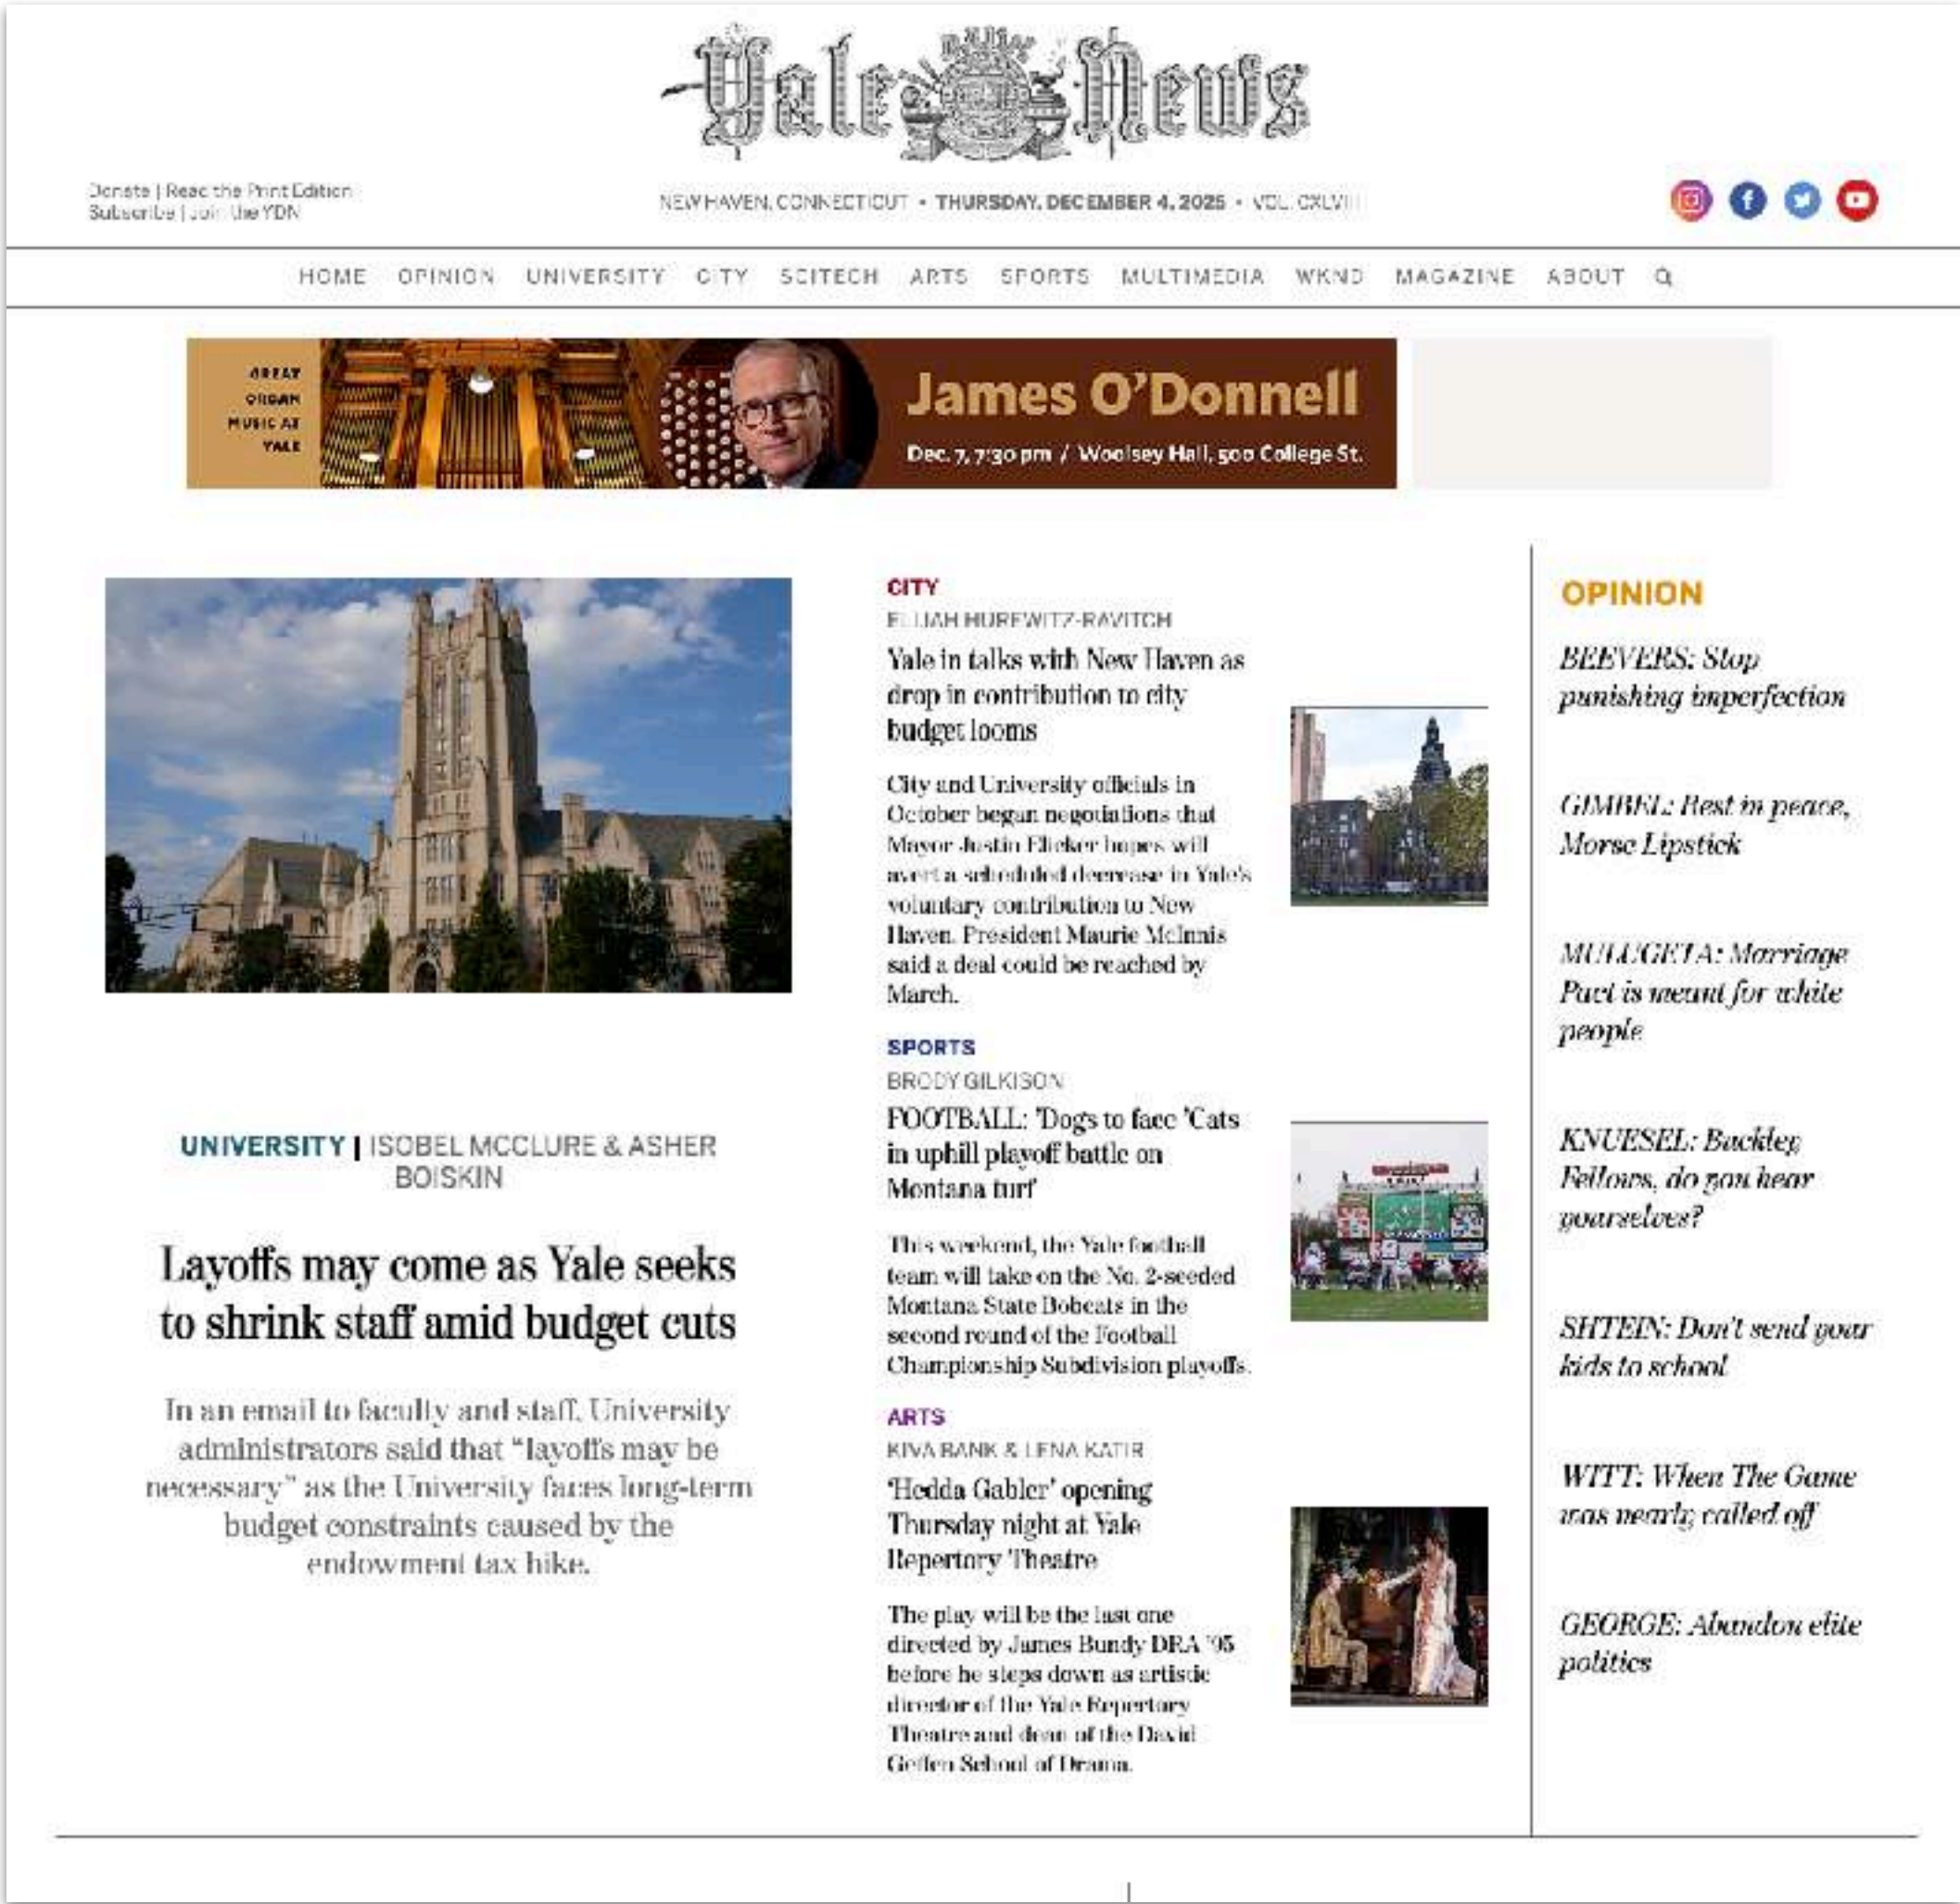 Yale Daily News
Donate | Read the Print Edition
Subscribe | Join the YDN
NEW HAVEN, CONNECTICUT • THURSDAY, DECEMBER 4, 2025 • VOL. CXLVIII
HOME OPINION UNIVERSITY CITY SCITECH ARTS SPORTS MULTIMEDIA WKND MAGAZINE ABOUT
GREAT
ORGAN
MUSIC AT
YALE
James O'Donnell
Dec. 7, 7:30 pm / Woolsey Hall, 500 College St.
UNIVERSITY | ISOBEL MCCLURE & ASHER
BOISKIN
Layoffs may come as Yale seeks
to shrink staff amid budget cuts
In an email to faculty and staff, University
administrators said that “layoffs may be
necessary” as the University faces long-term
budget constraints caused by the
endowment tax hike.
CITY
ELIJAH HUREWITZ-RAVITCH
Yale in talks with New Haven as
drop in contribution to city
budget looms
City and University officials in
October began negotiations that
Mayor Justin Elicker hopes will
avert a scheduled decrease in Yale's
voluntary contribution to New
Haven. President Maurie McInnis
said a deal could be reached by
March.
SPORTS
BRODY GILKISON
FOOTBALL: 'Dogs to face 'Cats
in uphill playoff battle on
Montana turf
This weekend, the Yale football
team will take on the No. 2-seeded
Montana State Bobcats in the
second round of the Football
Championship Subdivision playoffs.
ARTS
KIVA BANK & LENA KATIR
‘Hedda Gabler’ opening
Thursday night at Yale
Repertory Theatre
The play will be the last one
directed by James Bundy DRA ’95
before he steps down as artistic
director of the Yale Repertory
Theatre and dean of the David
Geffen School of Drama.
OPINION
BEEVERS: Stop
punishing imperfection
GIMBEL: Rest in peace,
Morse Lipstick
MULUGETA: Marriage
Pact is meant for white
people
KNUESEL: Buckley
Fellows, do you hear
yourselves?
SHTEIN: Don't send your
kids to school
WITT: When The Game
was nearly called off
GEORGE: Abandon elite
politics